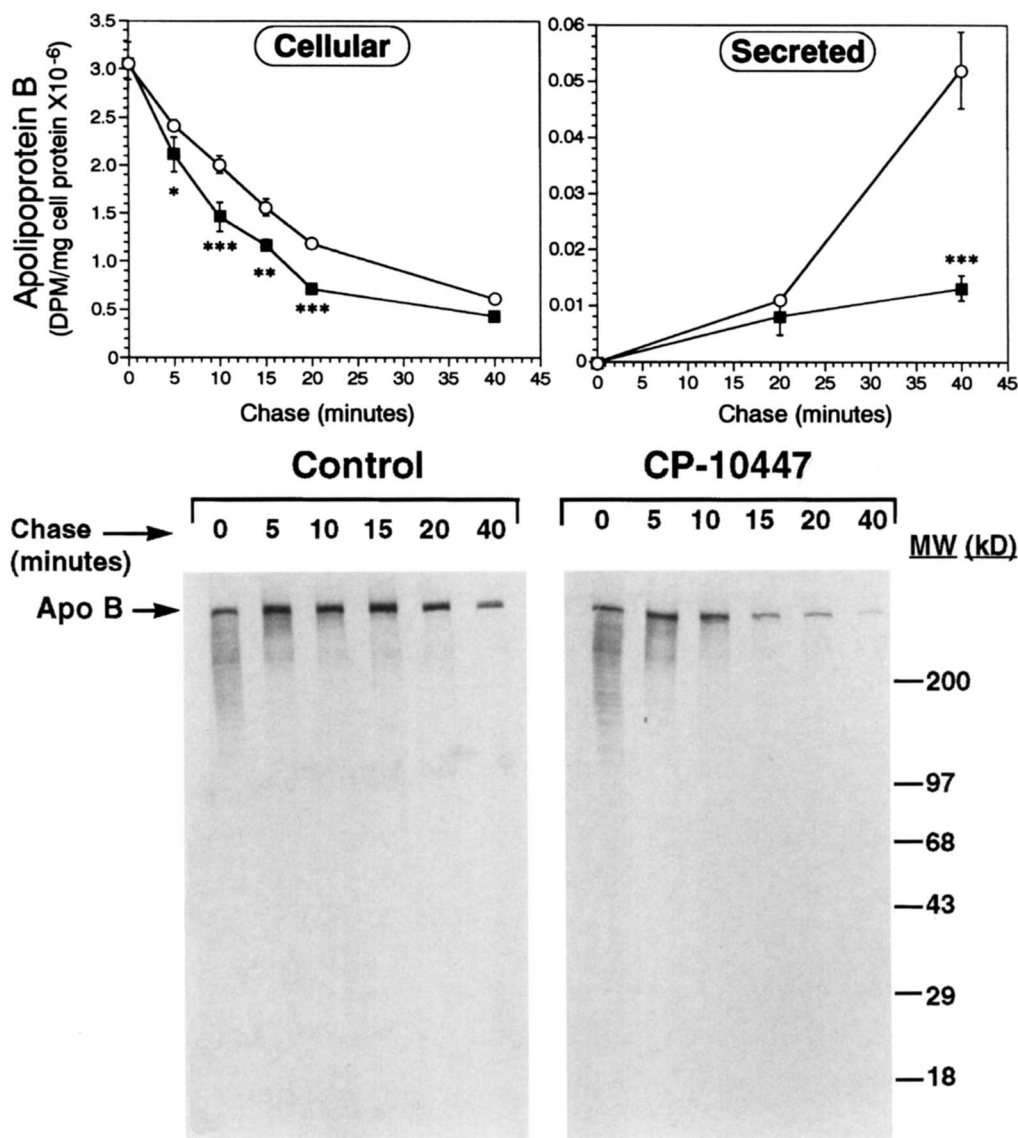 Cellular
Secreted
Apolipoprotein B
(DPM/mg cell protein X10-6)
3.5
3.0
2.5
2.0
1.5
1.0
0.5
0
*
***
**
***
0 5 10 15 20 25 30 35 40 45
Chase (minutes)
0.06
0.05
0.04
0.03
0.02
0.01
0
***
0 5 10 15 20 25 30 35 40 45
Chase (minutes)
Control
CP-10447
Chase
(minutes)
0 5 10 15 20 40
0 5 10 15 20 40
MW (kD)
Apo B
200
97
68
43
29
18